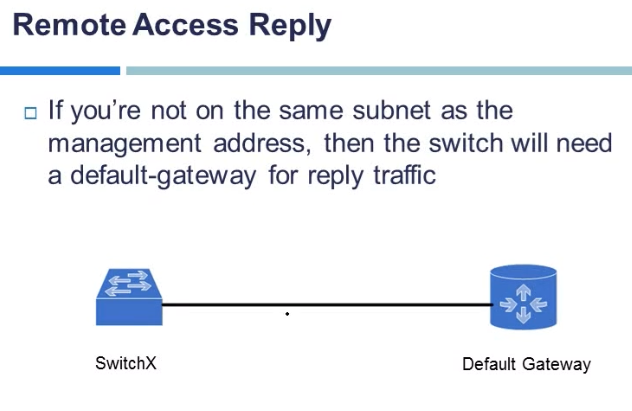 Remote Access Reply
If you're not on the same subnet as the
management address, then the switch will need
a default-gateway for reply traffic
SwitchX
Default Gateway